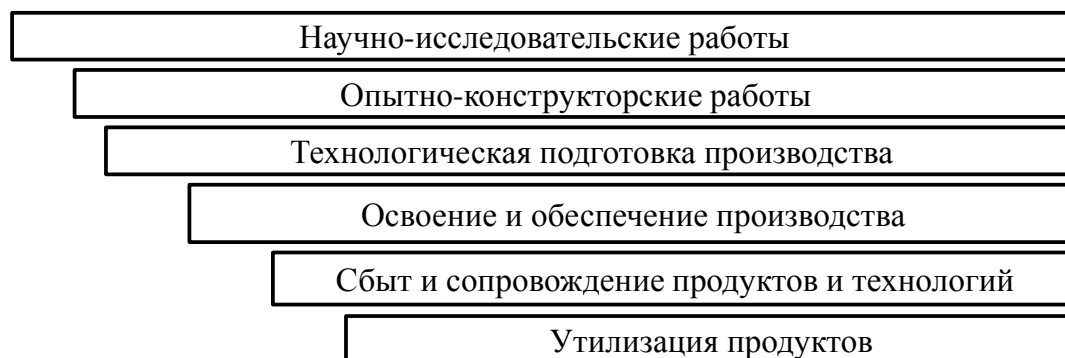 Научно-исследовательские работы
Опытно-конструкторские работы
Технологическая подготовка производства
Освоение и обеспечение производства
Сбыт и сопровождение продуктов и технологий
Утилизация продуктов